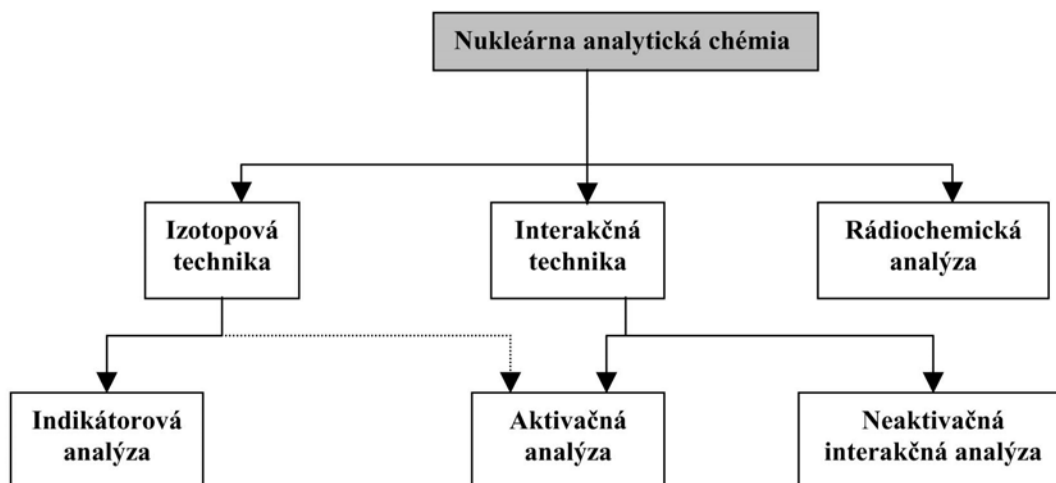 Nukleárna analytická chémia
Izotopová
technika
Interakčná
technika
Rádiochemická
analýza
Indikátorová
analýza
Aktivačná
analýza
Neaktivačná
interakčná analýza